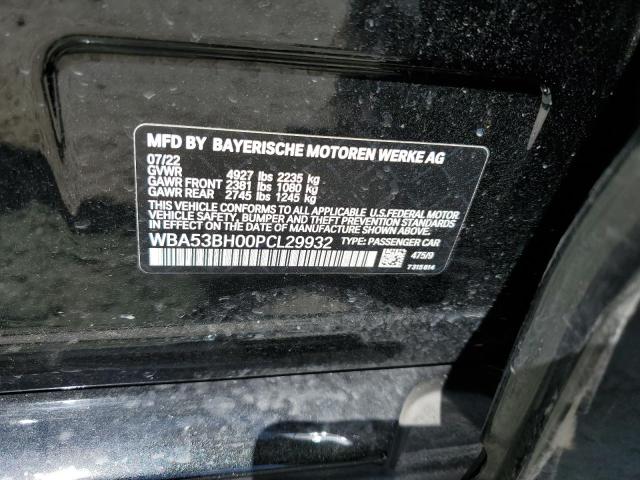 MFD BY BAYERISCHE MOTOREN WERKE AG
07/22
GVWR 4927 lbs 2235 kg
GAWR FRONT 2381 lbs 1080 kg
GAWR REAR 2745 lbs 1245 kg
THIS VEHICLE CONFORMS TO ALL APPLICABLE U.S.FEDERAL MOTOR
VEHICLE SAFETY, BUMPER AND THEFT PREVENTION
STANDARDS IN EFFECT ON THE DATE OF MANUFACTURE SHOWN ABOVE.
WBA53BH00PCL29932 TYPE: PASSENGER CAR
475/9
7315614